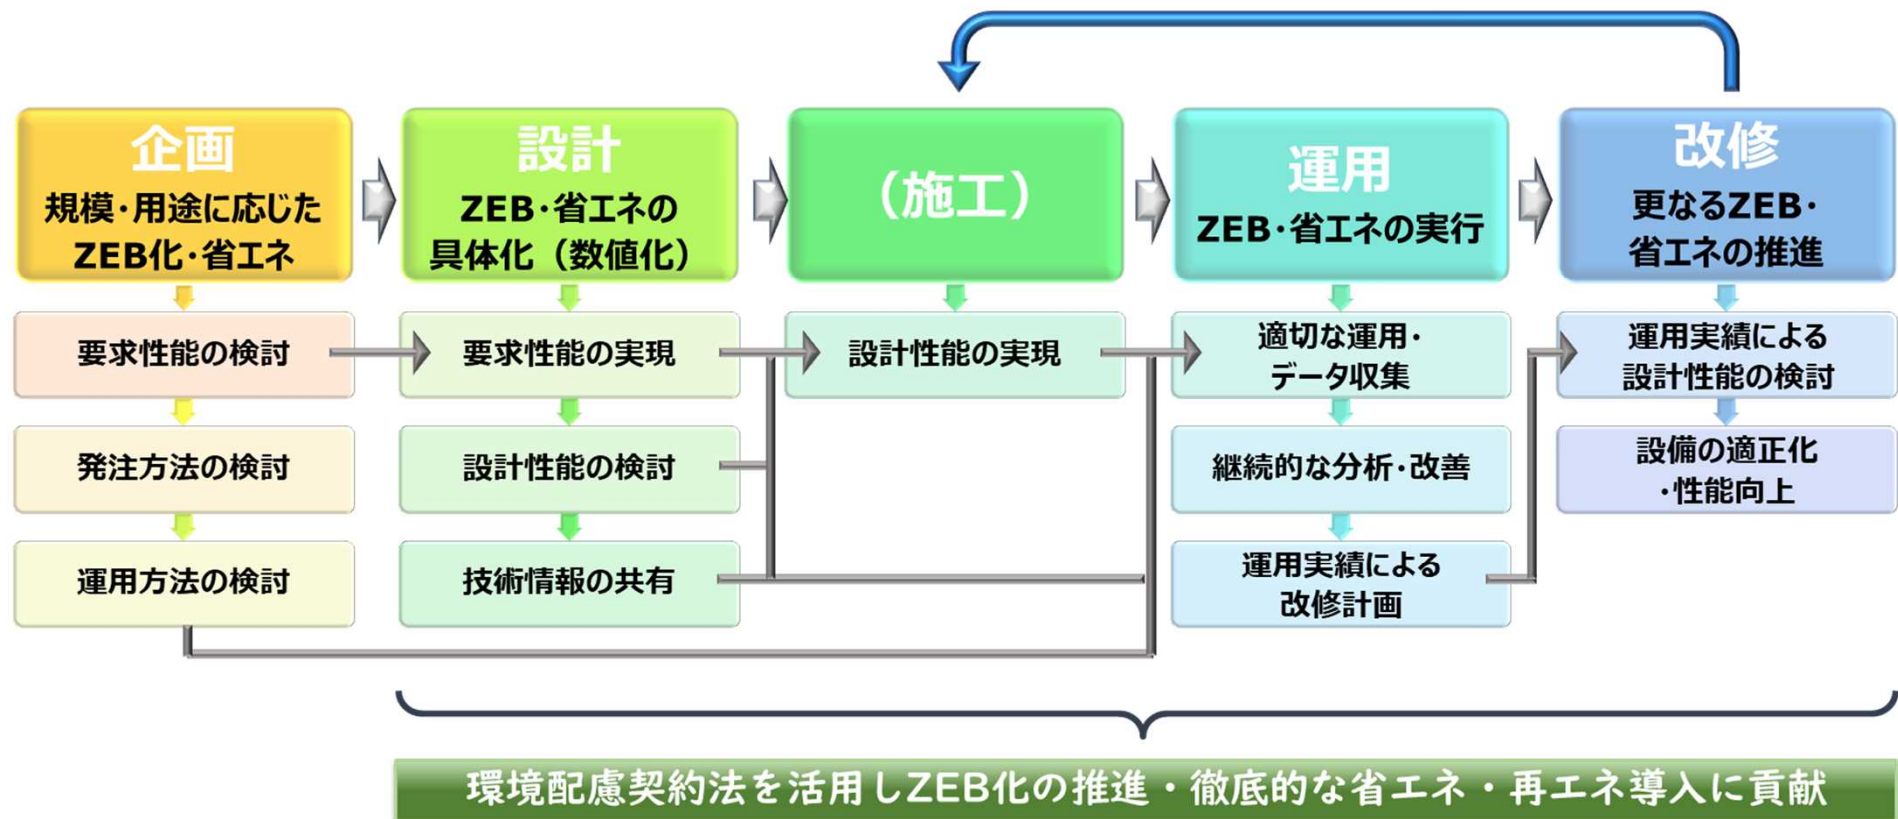 企画
規模・用途に応じた
ZEB化・省エネ
要求性能の検討
発注方法の検討
運用方法の検討
設計
ZEB・省エネの
具体化（数値化）
要求性能の実現
設計性能の検討
技術情報の共有
（施工）
設計性能の実現
運用
ZEB・省エネの実行
適切な運用・
データ収集
継続的な分析・改善
運用実績による
改修計画
改修
更なるZEB・
省エネの推進
運用実績による
設計性能の検討
設備の適正化
・性能向上
環境配慮契約法を活用しZEB化の推進・徹底的な省エネ・再エネ導入に貢献